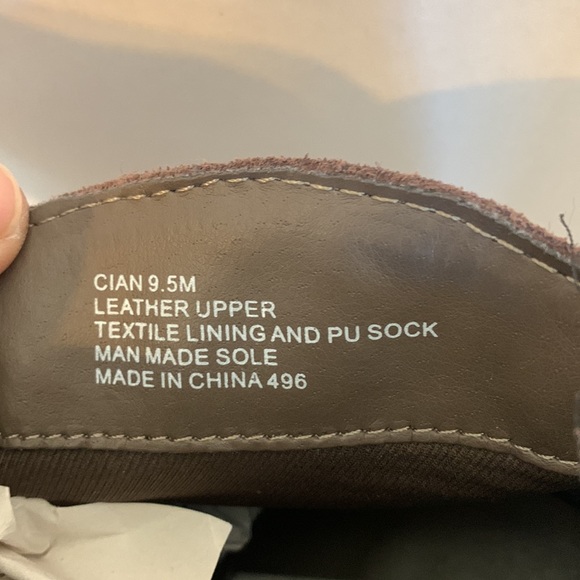 CIAN 9.5M
LEATHER UPPER
TEXTILE LINING AND PU SOCK
MAN MADE SOLE
MADE IN CHINA 496